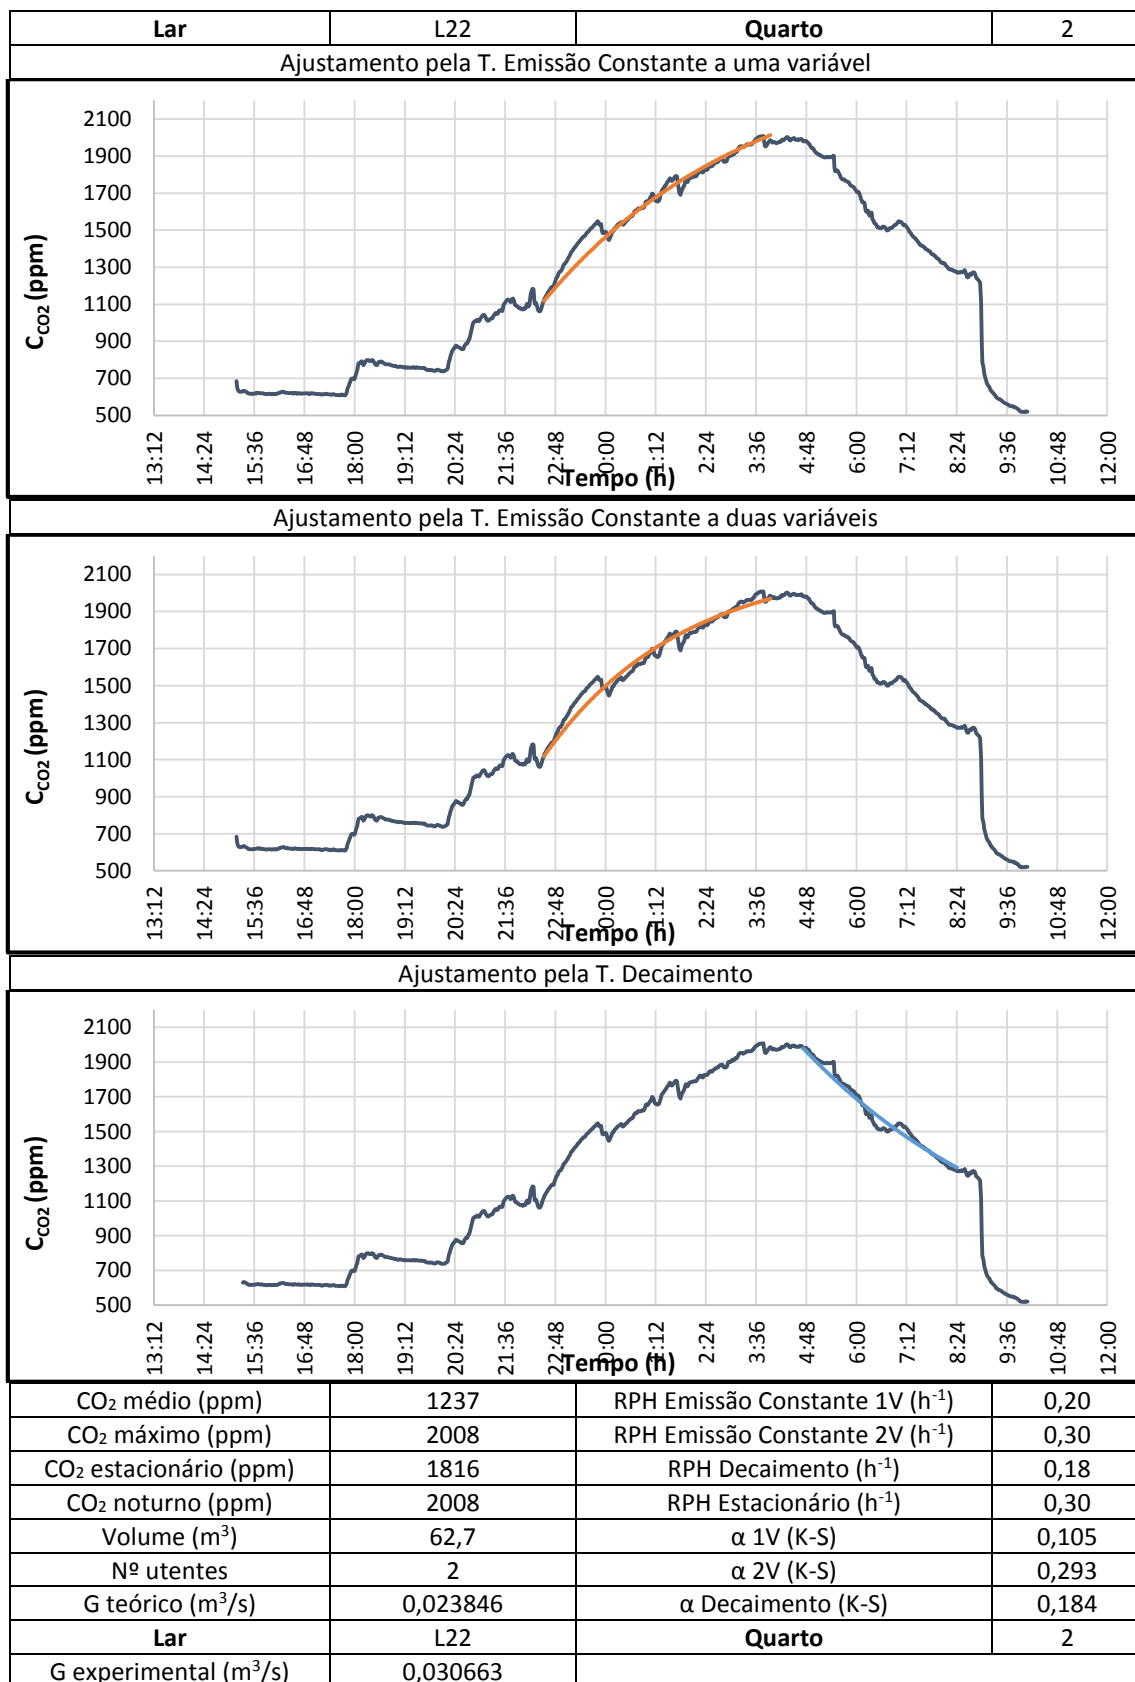 Lar L22 Quarto 2
Ajustamento pela T. Emissão Constante a uma variável
2100
1900
1700
1500
1300
1100
900
700
500
C_CO2 (ppm)
13:12 14:24 15:36 16:48 18:00 19:12 20:24 21:36 22:48 0:00 1:12 2:24 3:36 4:48 6:00 7:12 8:24 9:36 10:48 12:00
Tempo (h)
Ajustamento pela T. Emissão Constante a duas variáveis
2100
1900
1700
1500
1300
1100
900
700
500
C_CO2 (ppm)
13:12 14:24 15:36 16:48 18:00 19:12 20:24 21:36 22:48 0:00 1:12 2:24 3:36 4:48 6:00 7:12 8:24 9:36 10:48 12:00
Tempo (h)
Ajustamento pela T. Decaimento
2100
1900
1700
1500
1300
1100
900
700
500
C_CO2 (ppm)
13:12 14:24 15:36 16:48 18:00 19:12 20:24 21:36 22:48 0:00 1:12 2:24 3:36 4:48 6:00 7:12 8:24 9:36 10:48 12:00
Tempo (h)
CO₂ médio (ppm) 1237 RPH Emissão Constante 1V (h⁻¹) 0,20
CO₂ máximo (ppm) 2008 RPH Emissão Constante 2V (h⁻¹) 0,30
CO₂ estacionário (ppm) 1816 RPH Decaimento (h⁻¹) 0,18
CO₂ noturno (ppm) 2008 RPH Estacionário (h⁻¹) 0,30
Volume (m³) 62,7 α 1V (K-S) 0,105
Nº utentes 2 α 2V (K-S) 0,293
G teórico (m³/s) 0,023846 α Decaimento (K-S) 0,184
Lar L22 Quarto 2
G experimental (m³/s) 0,030663